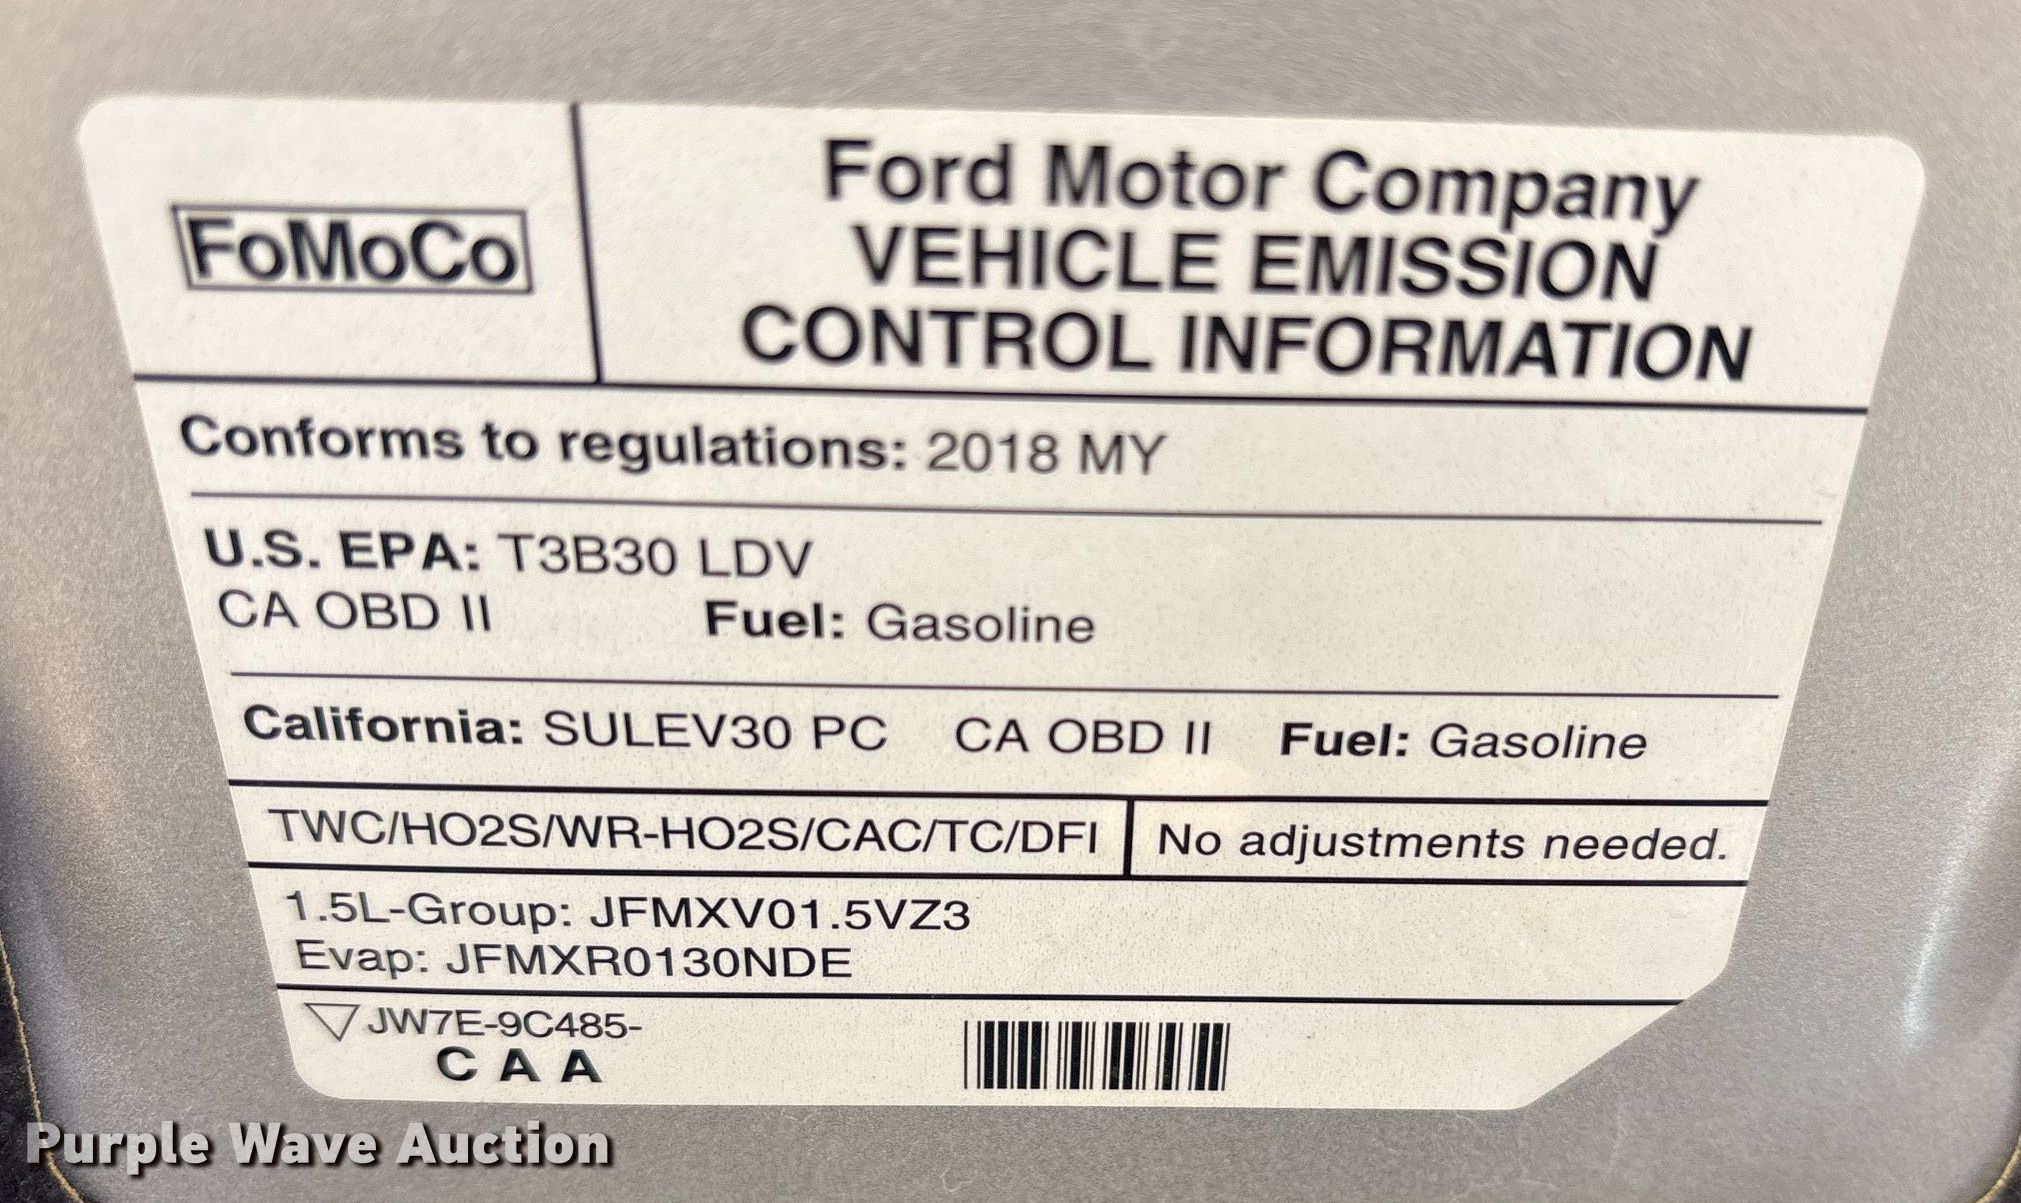 FoMoCo
Ford Motor Company
VEHICLE EMISSION
CONTROL INFORMATION
Conforms to regulations: 2018 MY
U.S. EPA: T3B30 LDV
CA OBD II Fuel: Gasoline
California: SULEV30 PC CA OBD II Fuel: Gasoline
TWC/HO2S/WR-HO2S/CAC/TC/DFI No adjustments needed.
1.5L-Group: JFMXV01.5VZ3
Evap: JFMXR0130NDE
JW7E-9C485-
C A A
Purple Wave Auction